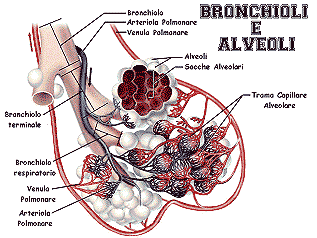 BRONCHIOLI
E
ALVEOLI
Bronchiolo
Arteriola Polmonare
Venula Polmonare
Alveoli
Sacche Alveolari
Trama Capillare
Alveolare
Bronchiolo
terminale
Bronchiolo
respiratorio
Venula
Polmonare
Arteriola
Polmonare